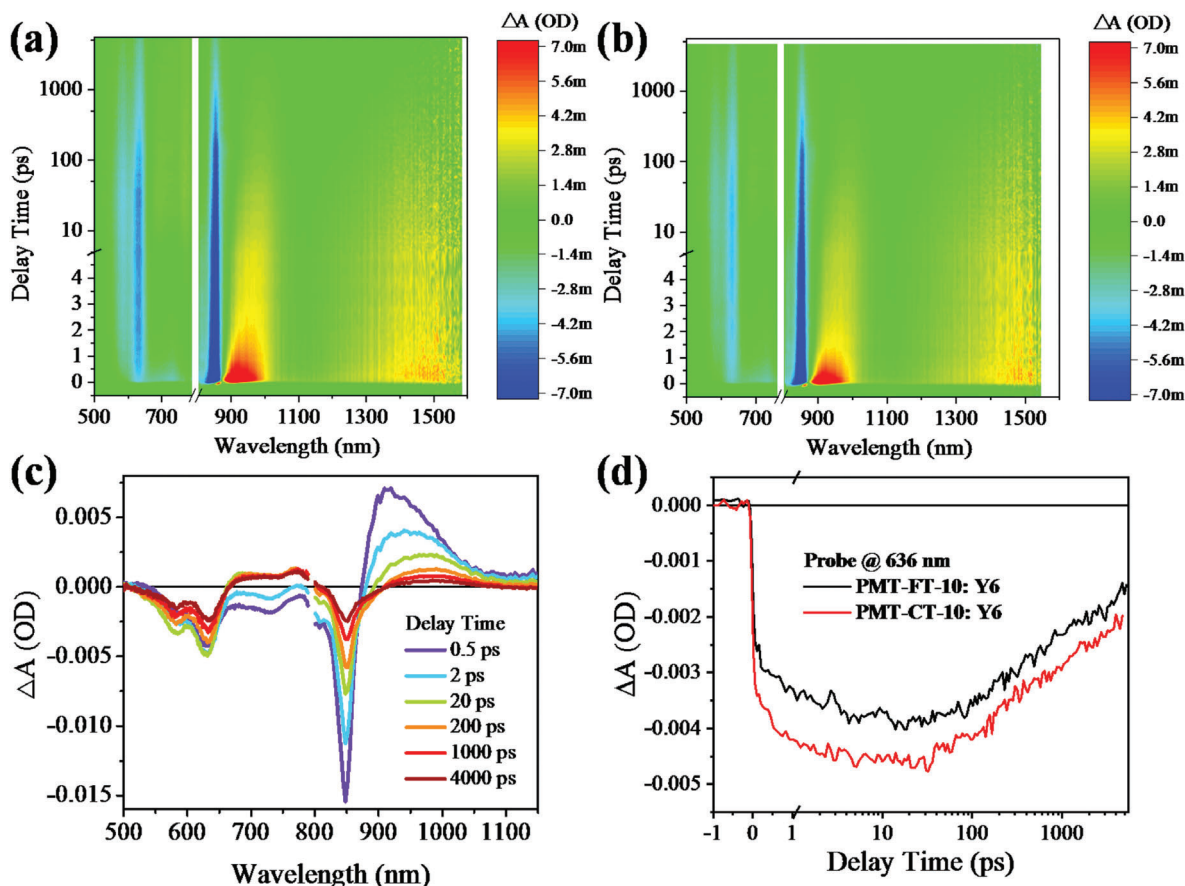 (a)
ΔA (OD)
7.0m
5.6m
4.2m
2.8m
1.4m
0.0
-1.4m
-2.8m
-4.2m
-5.6m
-7.0m
Delay Time (ps)
1000
100
10
4
3
2
1
0
500 700 900 1100 1300 1500
Wavelength (nm)
(b)
ΔA (OD)
7.0m
5.6m
4.2m
2.8m
1.4m
0.0
-1.4m
-2.8m
-4.2m
-5.6m
-7.0m
Delay Time (ps)
1000
100
10
4
3
2
1
0
500 700 900 1100 1300 1500
Wavelength (nm)
(c)
ΔA (OD)
0.005
0.000
-0.005
-0.010
-0.015
Delay Time
0.5 ps
2 ps
20 ps
200 ps
1000 ps
4000 ps
500 600 700 800 900 1000 1100
Wavelength (nm)
(d)
ΔA (OD)
0.000
-0.001
-0.002
-0.003
-0.004
-0.005
Probe @ 636 nm
PMT-FT-10: Y6
PMT-CT-10: Y6
-1 0 1 10 100 1000
Delay Time (ps)